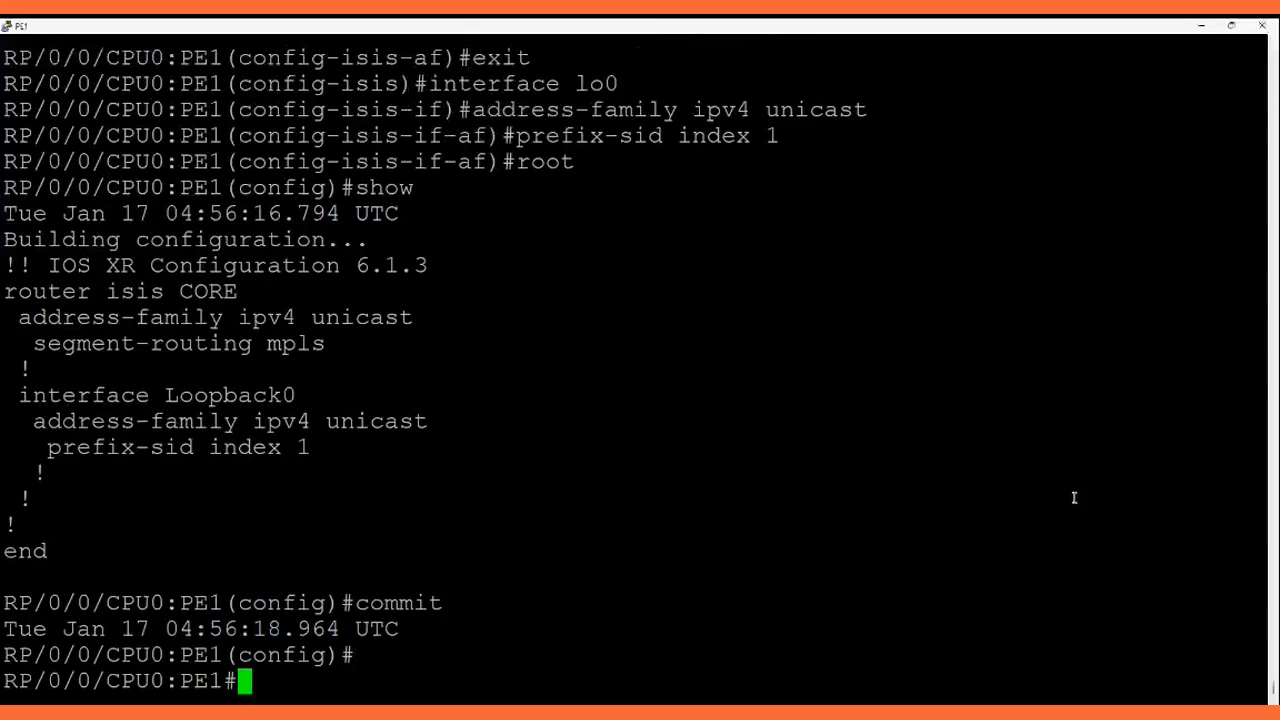 PE1
RP/0/0/CPU0:PE1(config-isis-af)#exit
RP/0/0/CPU0:PE1(config-isis)#interface lo0
RP/0/0/CPU0:PE1(config-isis-if)#address-family ipv4 unicast
RP/0/0/CPU0:PE1(config-isis-if-af)#prefix-sid index 1
RP/0/0/CPU0:PE1(config-isis-if-af)#root
RP/0/0/CPU0:PE1(config)#show
Tue Jan 17 04:56:16.794 UTC
Building configuration...
!! IOS XR Configuration 6.1.3
router isis CORE
 address-family ipv4 unicast
  segment-routing mpls
 !
 interface Loopback0
  address-family ipv4 unicast
   prefix-sid index 1
  !
 !
!
end
RP/0/0/CPU0:PE1(config)#commit
Tue Jan 17 04:56:18.964 UTC
RP/0/0/CPU0:PE1(config)#
RP/0/0/CPU0:PE1#